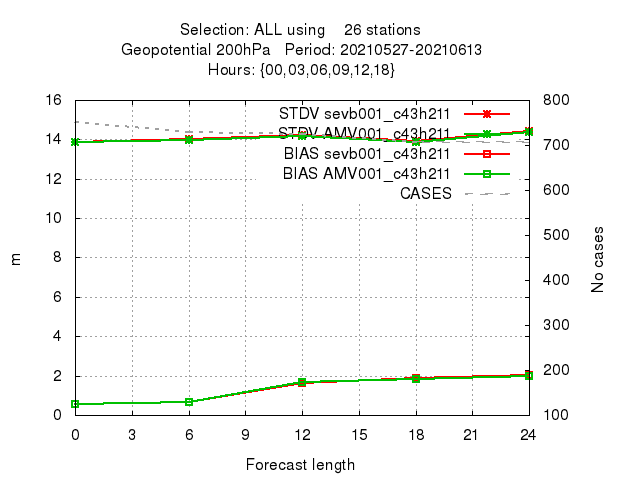 Selection: ALL using 26 stations
Geopotential 200hPa Period: 20210527-20210613
Hours: {00,03,06,09,12,18}
STDV sevb001_c43h211
STDV AMV001_c43h211
BIAS sevb001_c43h211
BIAS AMV001_c43h211
CASES
16
14
12
10
8
6
4
2
0
m
800
700
600
500
400
300
200
100
No cases
0 3 6 9 12 15 18 21 24
Forecast length